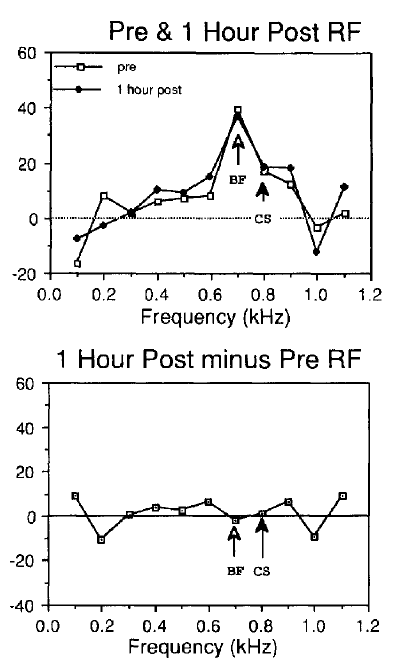 Pre & 1 Hour Post RF
60
pre
1 hour post
40
20
BF
CS
0
-20
0.0 0.2 0.4 0.6 0.8 1.0 1.2
Frequency (kHz)
1 Hour Post minus Pre RF
60
40
20
0
BF CS
-20
-40
0.0 0.2 0.4 0.6 0.8 1.0 1.2
Frequency (kHz)